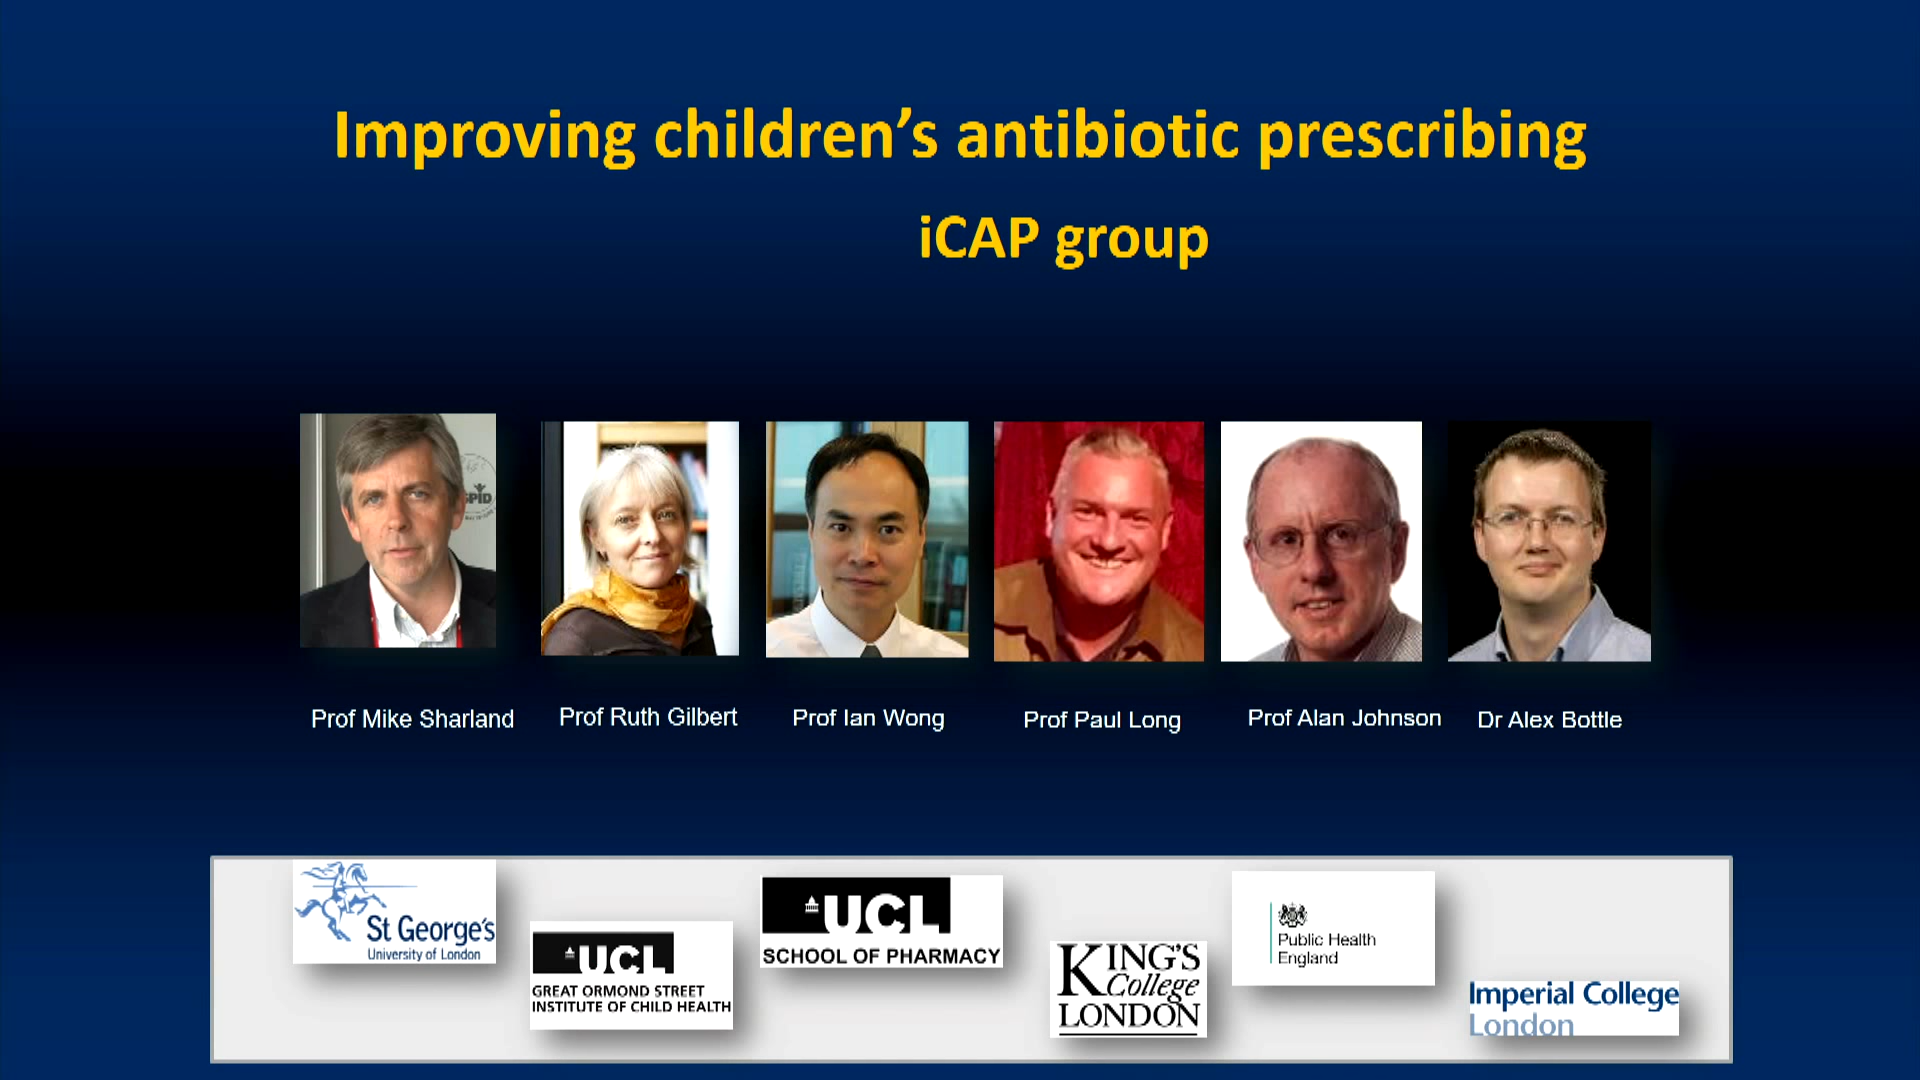 Improving children’s antibiotic prescribing
iCAP group
SPID
Prof Mike Sharland
Prof Ruth Gilbert
Prof Ian Wong
Prof Paul Long
Prof Alan Johnson
Dr Alex Bottle
St George's
University of London
UCL
GREAT ORMOND STREET
INSTITUTE OF CHILD HEALTH
UCL
SCHOOL OF PHARMACY
KING'S
College
LONDON
Public Health
England
Imperial College
London